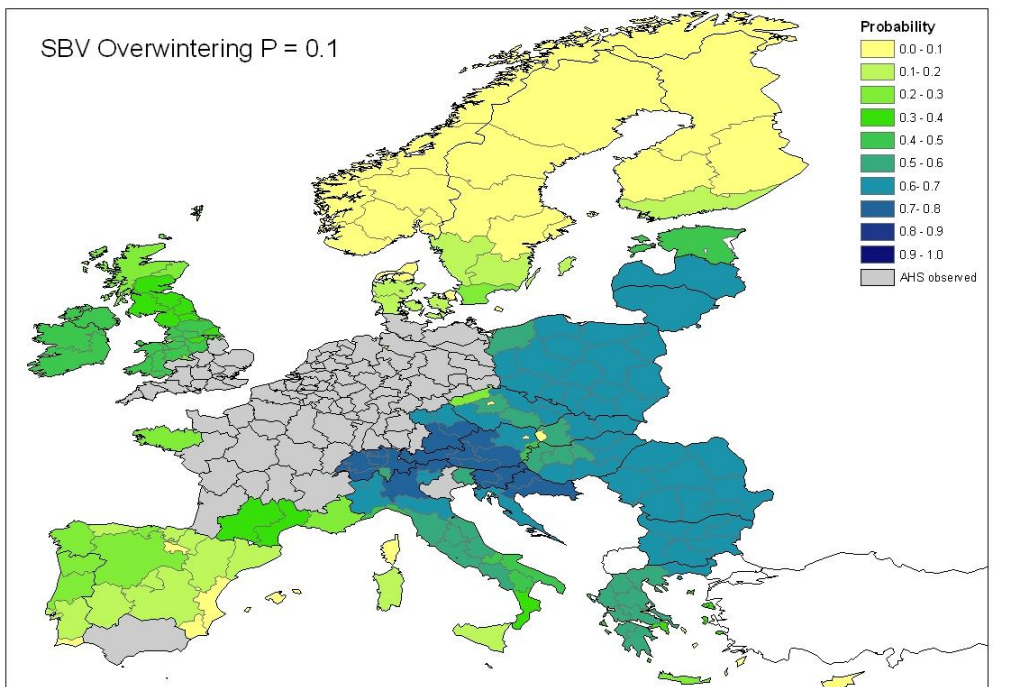 SBV Overwintering P = 0.1
Probability
0.0 - 0.1
0.1- 0.2
0.2 - 0.3
0.3 - 0.4
0.4 - 0.5
0.5 - 0.6
0.6- 0.7
0.7 - 0.8
0.8 - 0.9
0.9 - 1.0
AHS observed